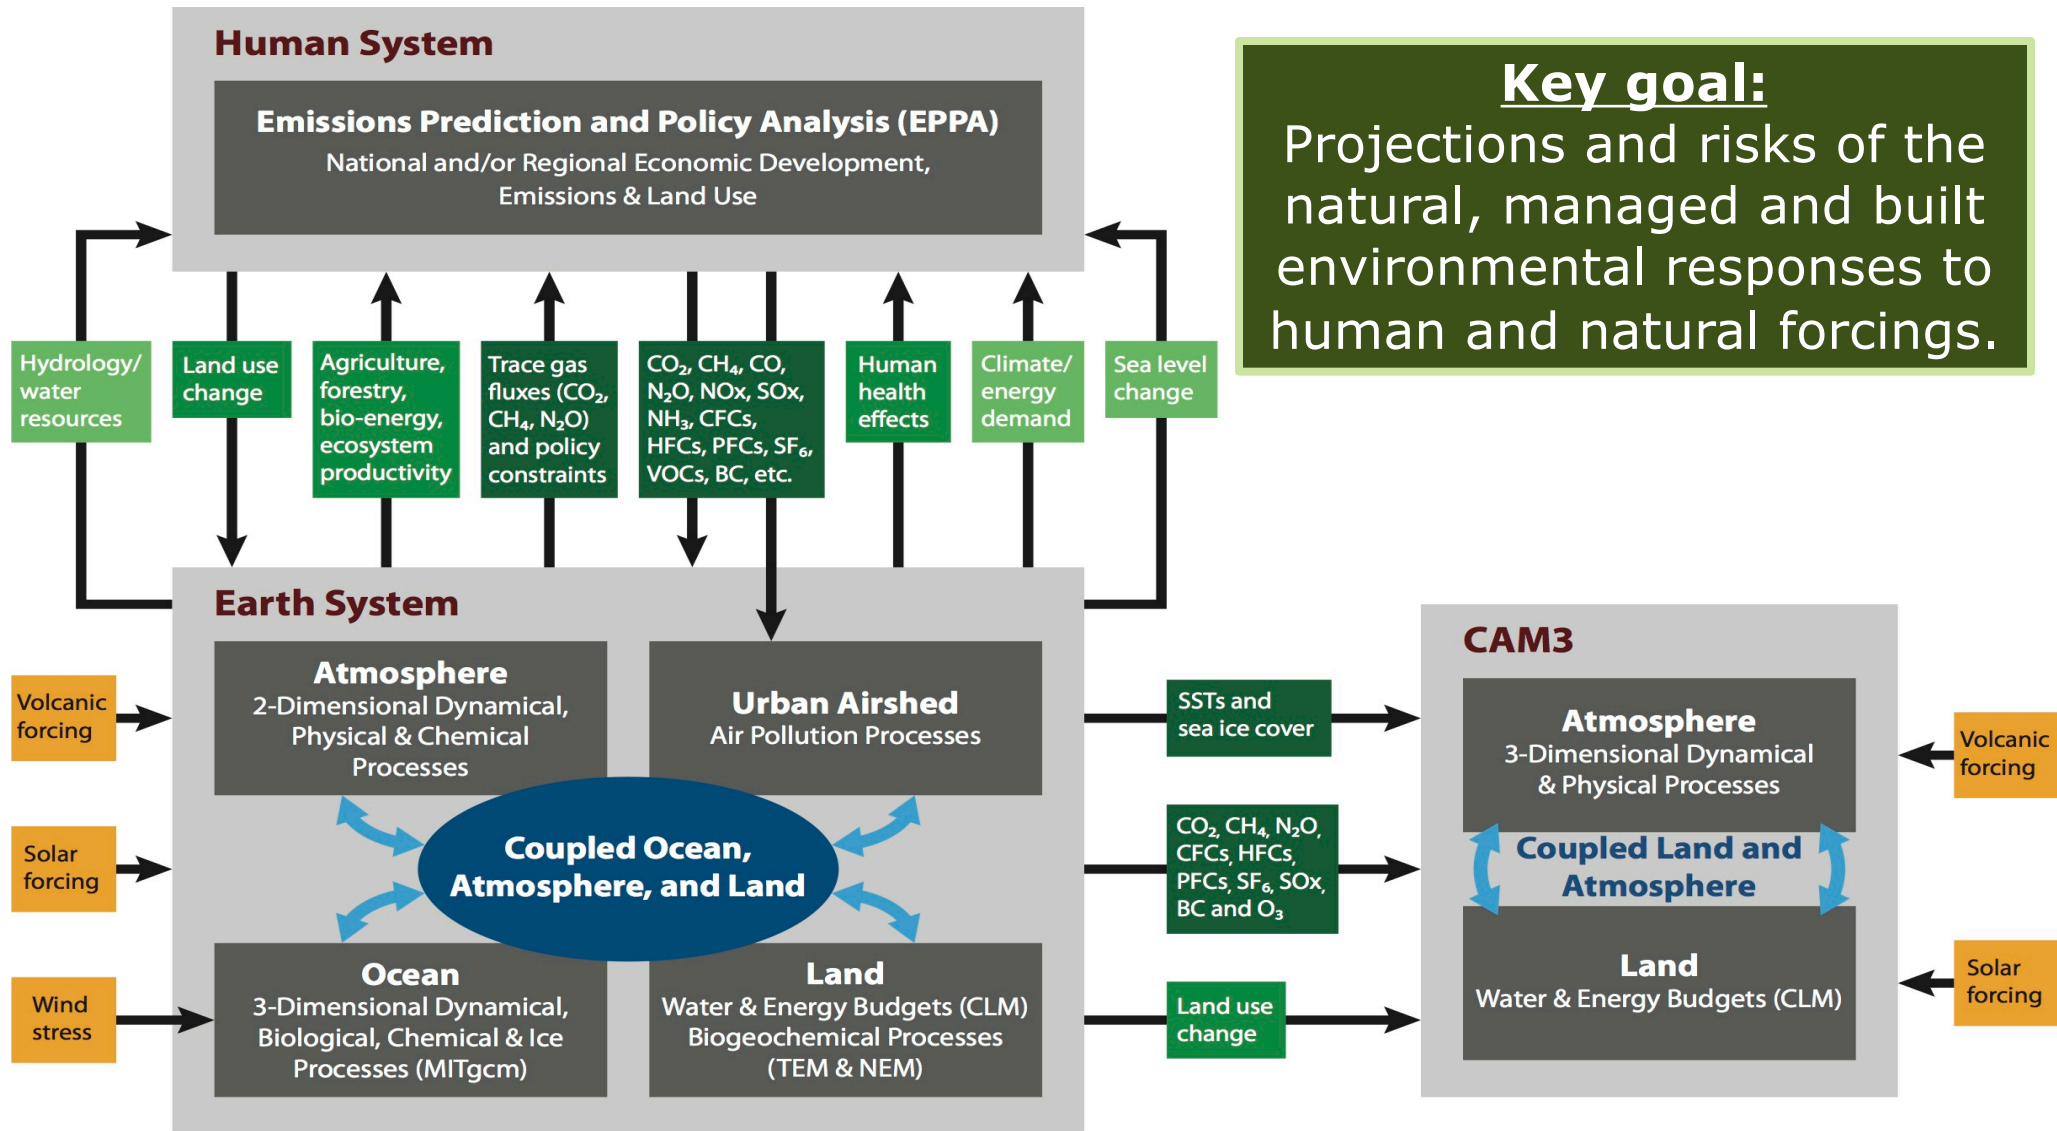 Human System
Emissions Prediction and Policy Analysis (EPPA)
National and/or Regional Economic Development,
Emissions & Land Use
Key goal:
Projections and risks of the
natural, managed and built
environmental responses to
human and natural forcings.
Hydrology/
water
resources
Land use
change
Agriculture,
forestry,
bio-energy,
ecosystem
productivity
Trace gas
fluxes (CO₂,
CH₄, N₂O)
and policy
constraints
CO₂, CH₄, CO,
N₂O, NOx, SOx,
NH₃, CFCs,
HFCs, PFCs, SF₆,
VOCs, BC, etc.
Human
health
effects
Climate/
energy
demand
Sea level
change
Earth System
Atmosphere
2-Dimensional Dynamical,
Physical & Chemical
Processes
Urban Airshed
Air Pollution Processes
Coupled Ocean,
Atmosphere, and Land
Ocean
3-Dimensional Dynamical,
Biological, Chemical & Ice
Processes (MITgcm)
Land
Water & Energy Budgets (CLM)
Biogeochemical Processes
(TEM & NEM)
Volcanic
forcing
Solar
forcing
Wind
stress
SSTs and
sea ice cover
CO₂, CH₄, N₂O,
CFCs, HFCs,
PFCs, SF₆, SOx,
BC and O₃
Land use
change
CAM3
Atmosphere
3-Dimensional Dynamical
& Physical Processes
Coupled Land and
Atmosphere
Land
Water & Energy Budgets (CLM)
Volcanic
forcing
Solar
forcing